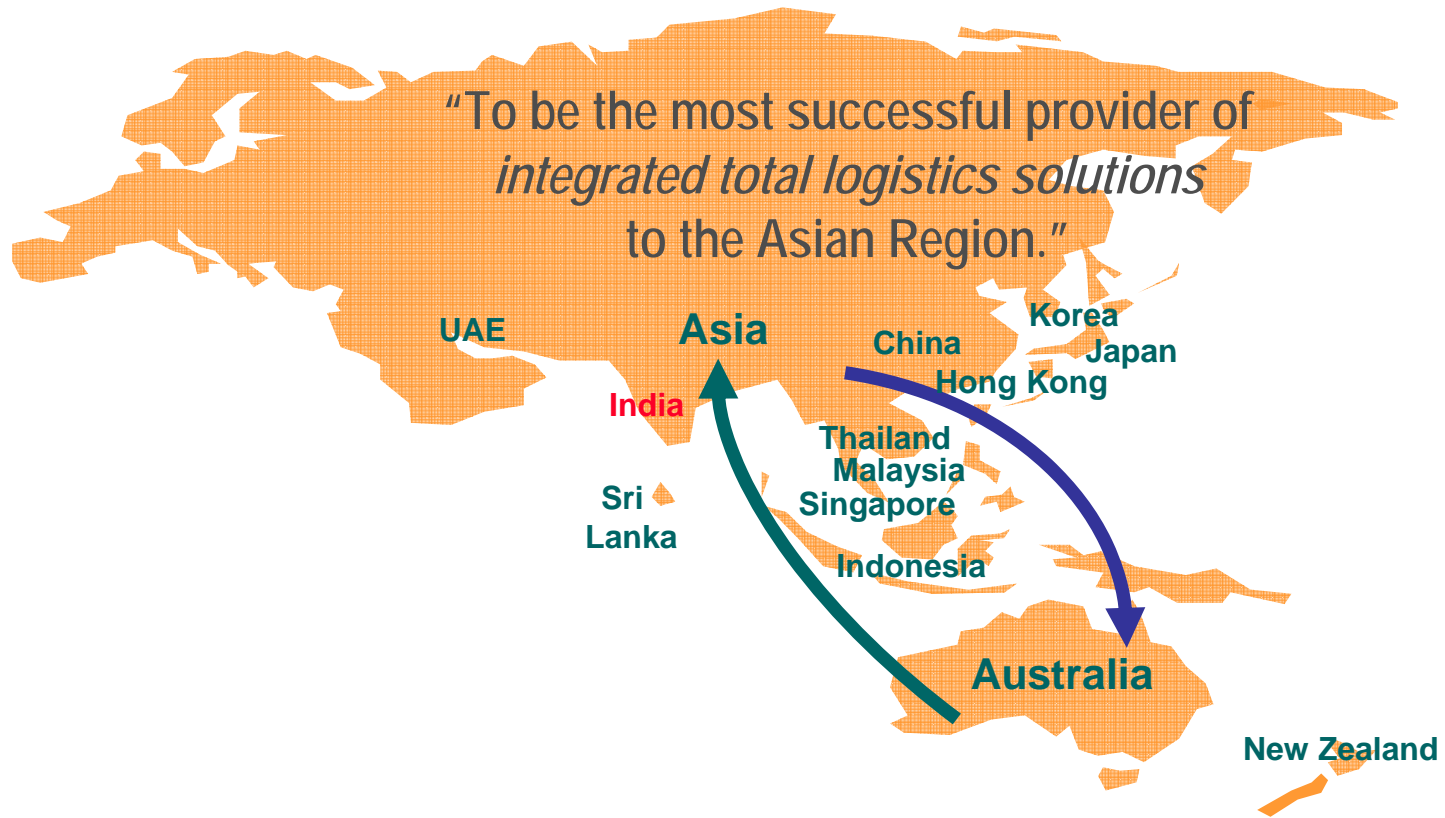 “To be the most successful provider of
integrated total logistics solutions
to the Asian Region.”
Korea
UAE
Asia
China
Japan
Hong Kong
India
Thailand
Malaysia
Sri
Lanka
Singapore
Indonesia
Australia
New Zealand